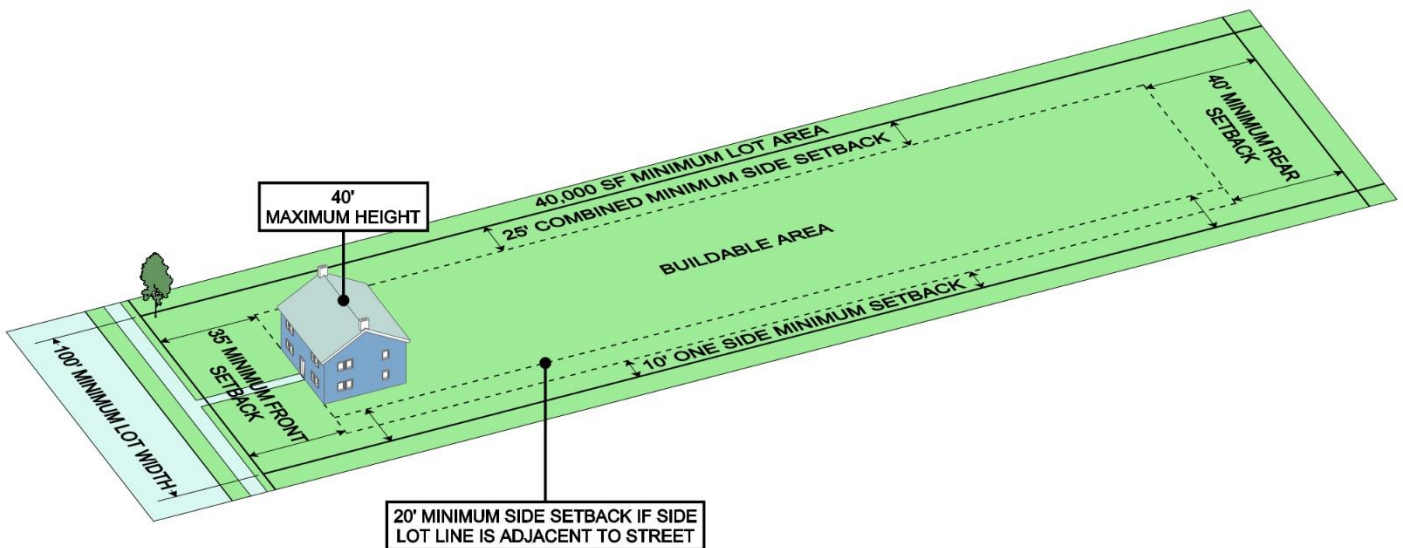 40'
MAXIMUM HEIGHT
40,000 SF MINIMUM LOT AREA
25' COMBINED MINIMUM SIDE SETBACK
40' MINIMUM REAR
SETBACK
BUILDABLE AREA
10' ONE SIDE MINIMUM SETBACK
35' MINIMUM FRONT
SETBACK
100' MINIMUM LOT WIDTH
20' MINIMUM SIDE SETBACK IF SIDE
LOT LINE IS ADJACENT TO STREET